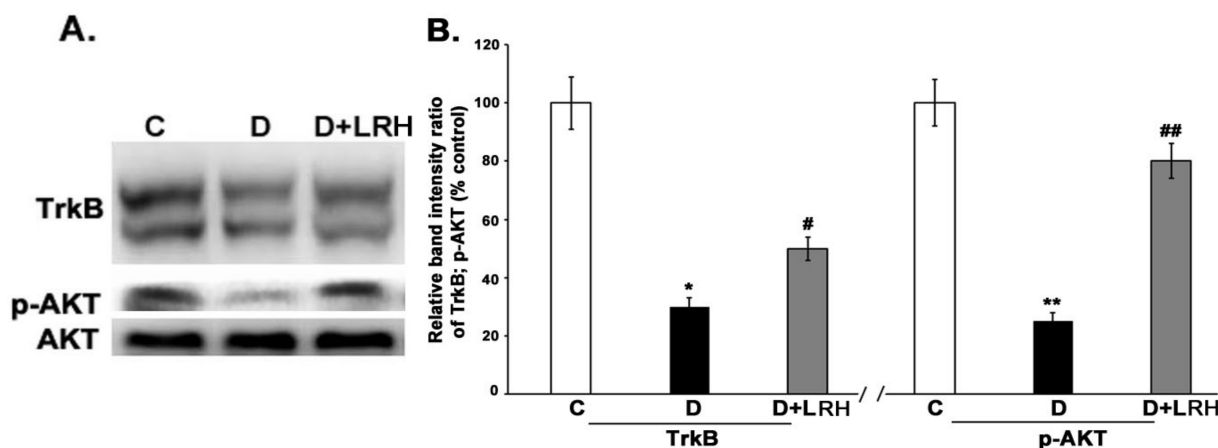 A.
C D D+LRH
TrkB
p-AKT
AKT
B.
Relative band intensity ratio
of TrkB; p-AKT (% control)
120
100
80
60
40
20
0
*
#
**
##
C D D+LRH // C D D+LRH
TrkB p-AKT